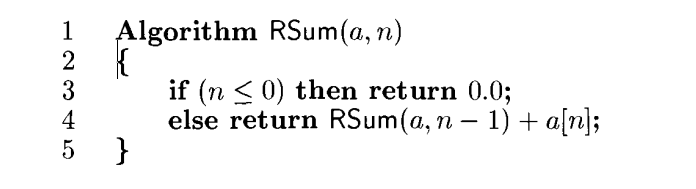 1 Algorithm RSum(a, n)
2 {
3 if (n ≤ 0) then return 0.0;
4 else return RSum(a, n − 1) + a[n];
5 }